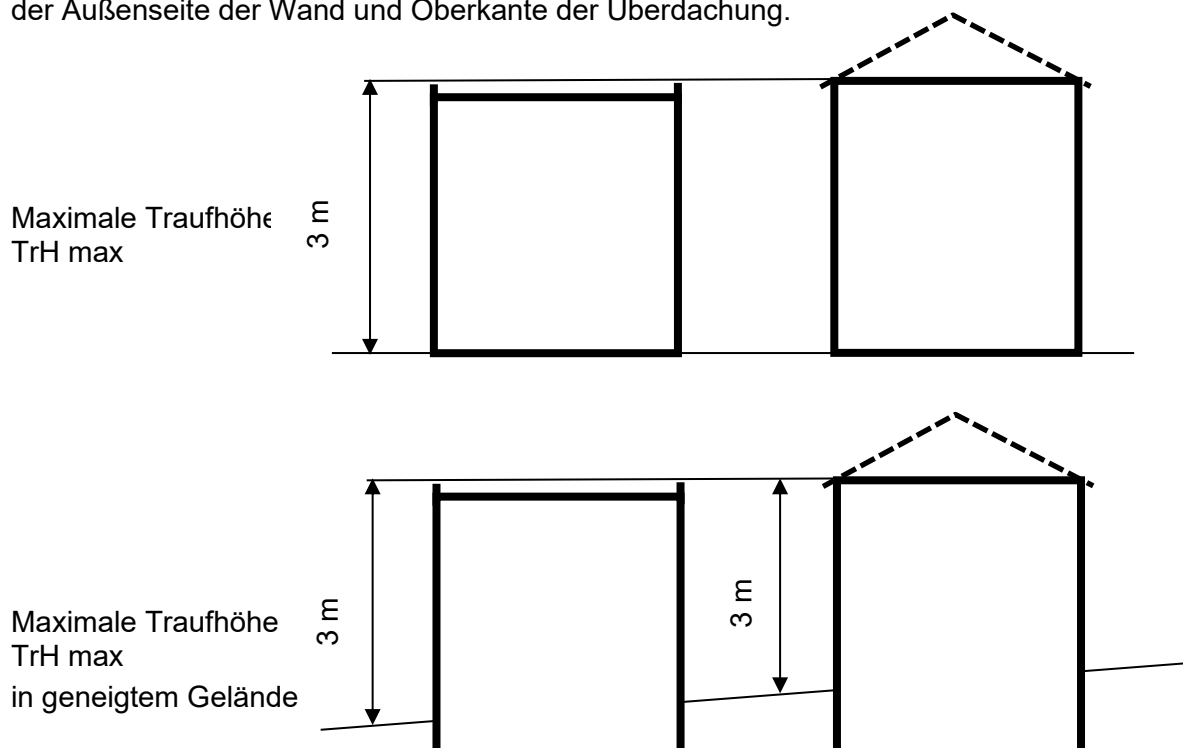 der Außenseite der Wand und Oberkante der Überdachung.
Maximale Traufhöhe
TrH max
3 m
Maximale Traufhöhe
TrH max
in geneigtem Gelände
3 m
3 m